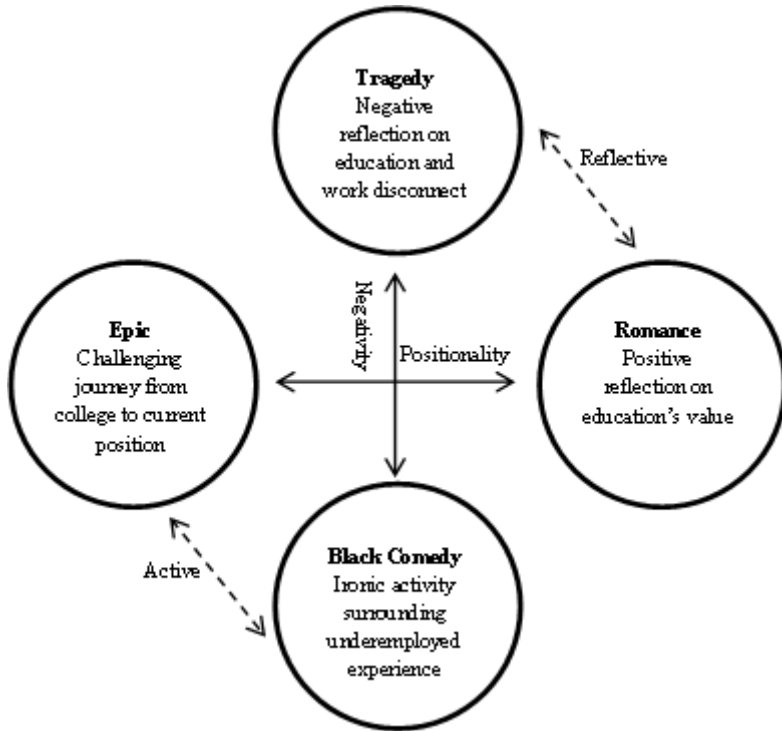 Tragedy
Negative
reflection on
education and
work disconnect
Reflective
Negativity
Positionality
Epic
Challenging
journey from
college to current
position
Romance
Positive
reflection on
education's value
Active
Black Comedy
Ironic activity
surrounding
underemployed
experience